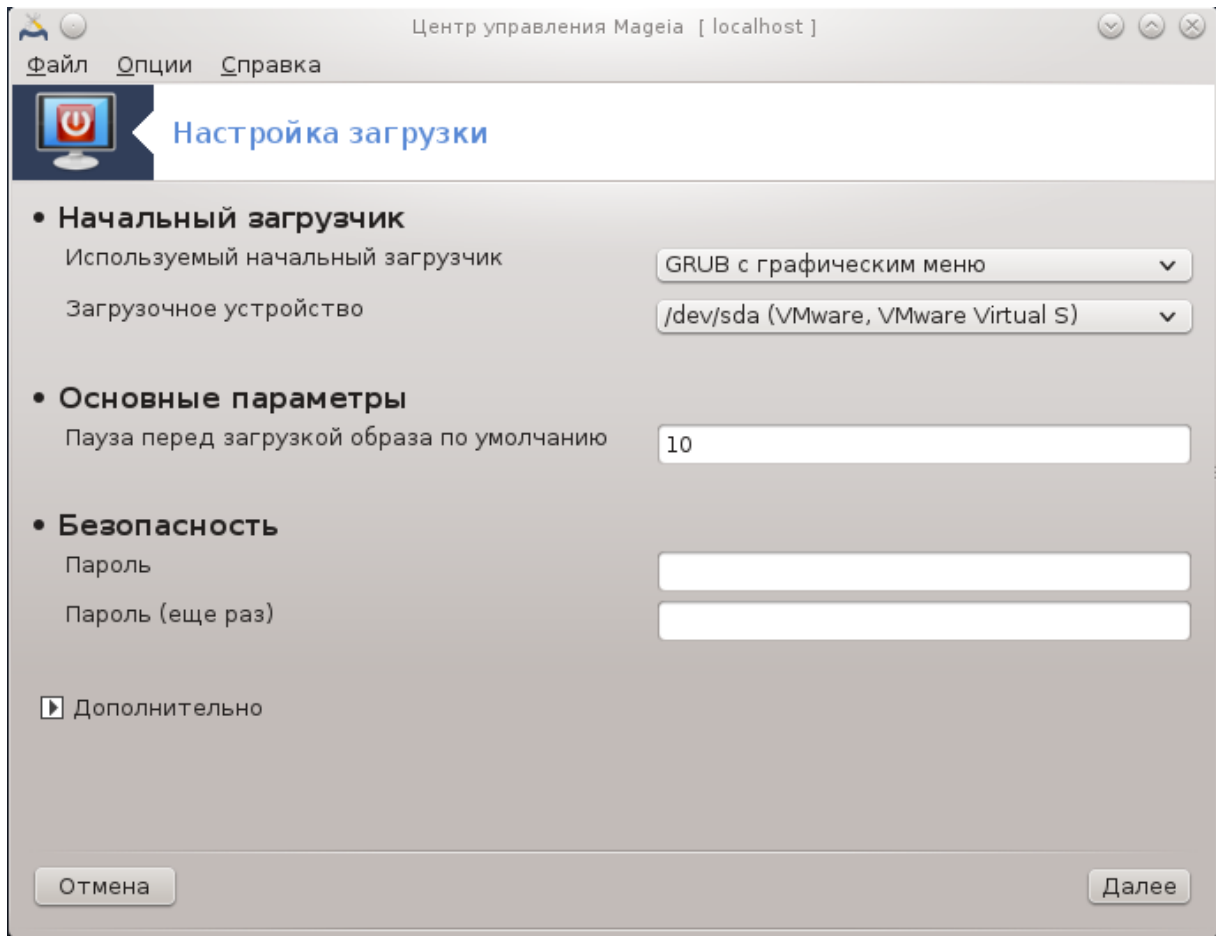 Центр управления Mageia [ localhost ]
Файл Опции Справка
Настройка загрузки
• Начальный загрузчик
Используемый начальный загрузчик
GRUB с графическим меню
Загрузочное устройство
/dev/sda (VMware, VMware Virtual S)
• Основные параметры
Пауза перед загрузкой образа по умолчанию
10
• Безопасность
Пароль
Пароль (еще раз)
Дополнительно
Отмена
Далее